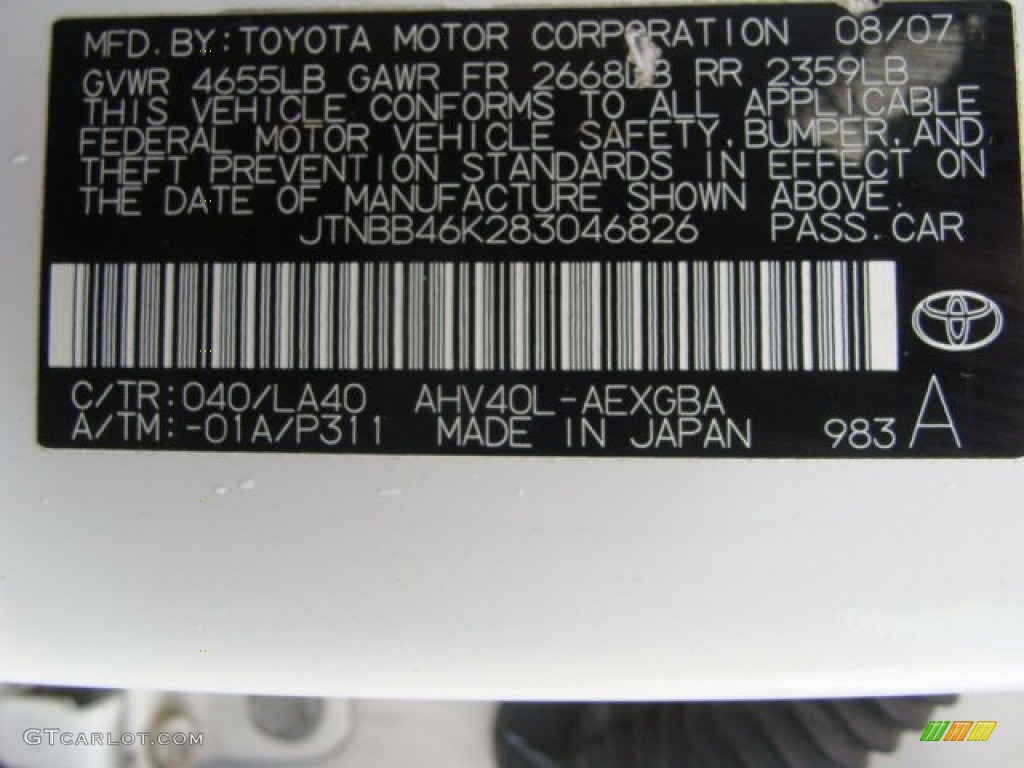 MFD. BY: TOYOTA MOTOR CORPORATION 08/07
GVWR 4655LB GAWR FR 2668LB RR 2359LB
THIS VEHICLE CONFORMS TO ALL APPLICABLE
FEDERAL MOTOR VEHICLE SAFETY, BUMPER, AND
THEFT PREVENTION STANDARDS IN EFFECT ON
THE DATE OF MANUFACTURE SHOWN ABOVE.
JTNBB46K283046826 PASS. CAR
C/TR: 040/LA40 AHV40L-AEXGBA
A/TM: -01A/P311 MADE IN JAPAN 983 A
GTCARLOT.COM